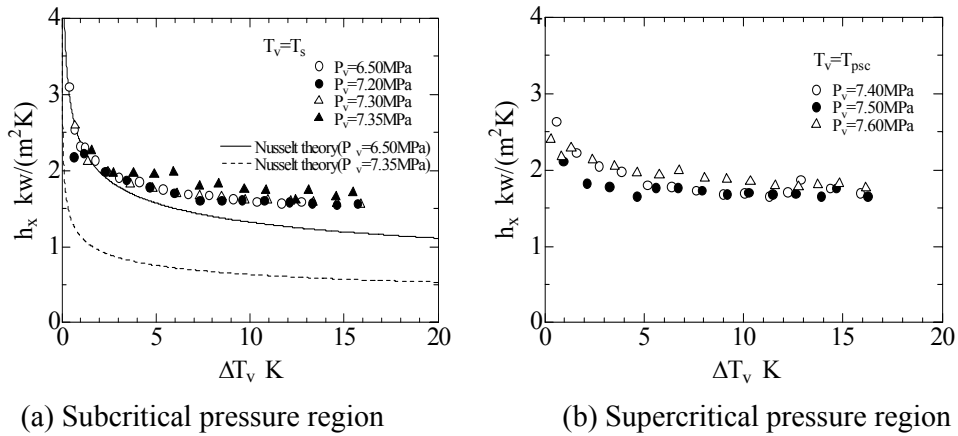 4
3
2
1
0
0
5
10
15
20
h_x kw/(m²K)
ΔT_v K
T_v=T_s
P_v=6.50MPa
P_v=7.20MPa
P_v=7.30MPa
P_v=7.35MPa
Nusselt theory(P_v=6.50MPa)
Nusselt theory(P_v=7.35MPa)
(a) Subcritical pressure region
4
3
2
1
0
0
5
10
15
20
h_x kw/(m²K)
ΔT_v K
T_v=T_psc
P_v=7.40MPa
P_v=7.50MPa
P_v=7.60MPa
(b) Supercritical pressure region